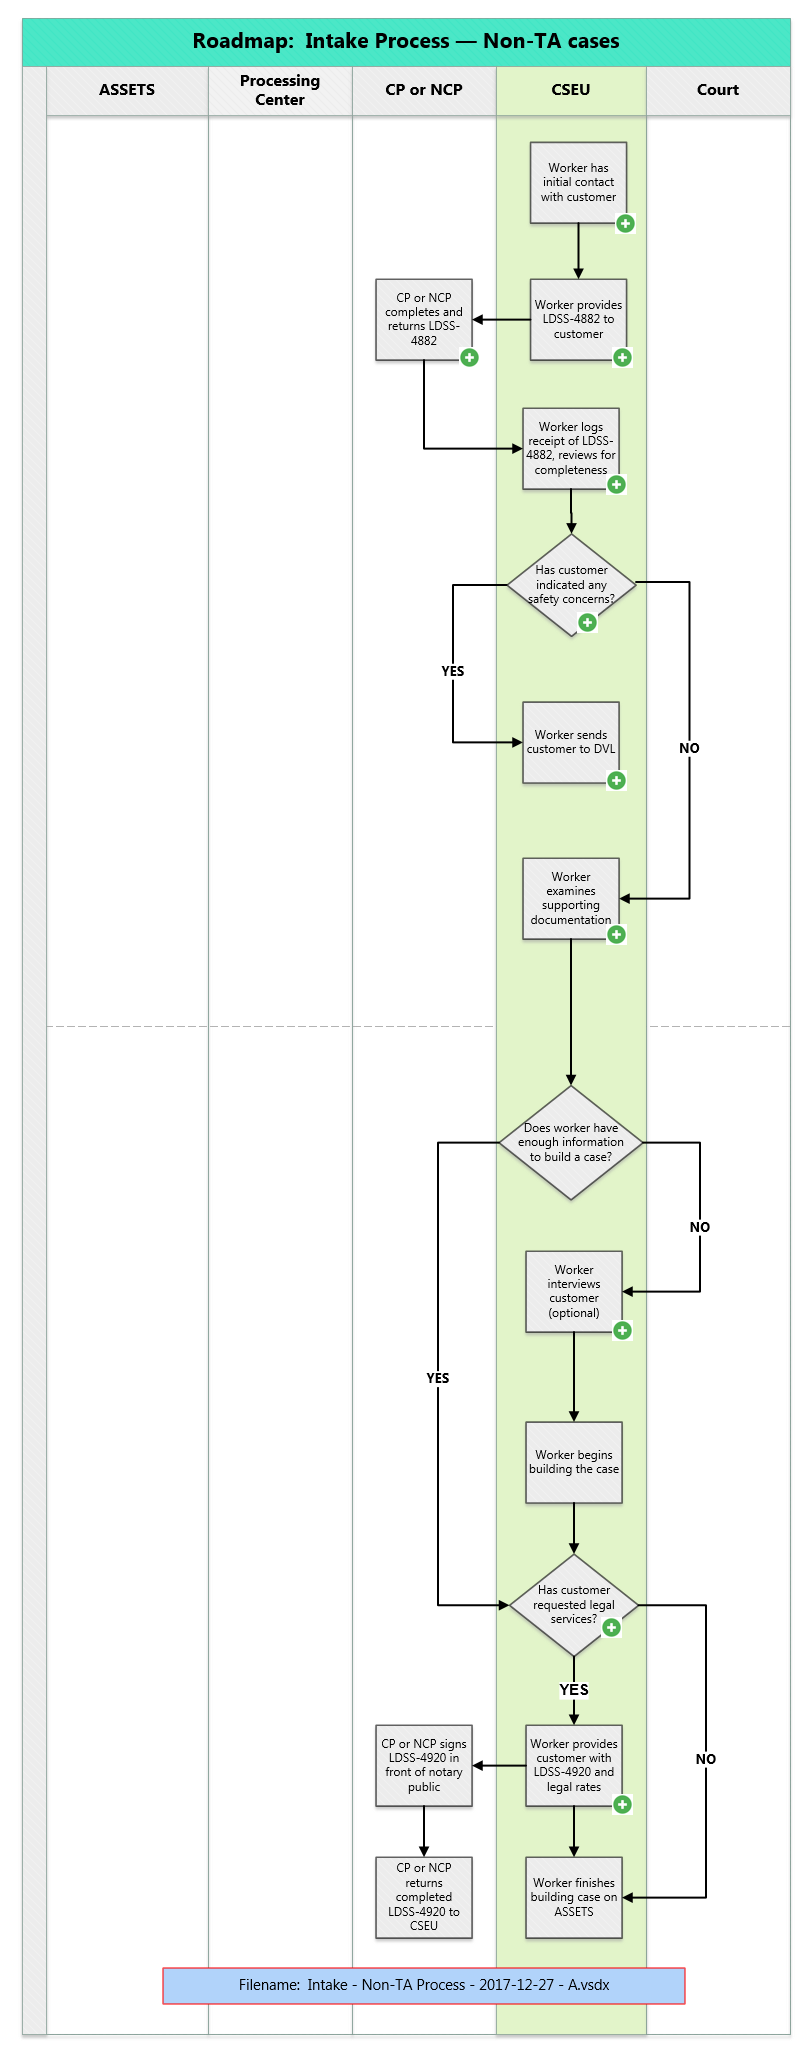 Roadmap:  Intake Process — Non-TA cases
ASSETS
Processing
Center
CP or NCP
CSEU
Court
Worker has
initial contact
with customer
CP or NCP
completes and
returns LDSS-
4882
Worker provides
LDSS-4882 to
customer
Worker logs
receipt of LDSS-
4882, reviews for
completeness
Has customer
indicated any
safety concerns?
YES
Worker sends
customer to DVL
NO
Worker
examines
supporting
documentation
Does worker have
enough information
to build a case?
NO
Worker
interviews
customer
(optional)
YES
Worker begins
building the case
Has customer
requested legal
services?
YES
CP or NCP signs
LDSS-4920 in
front of notary
public
Worker provides
customer with
LDSS-4920 and
legal rates
NO
CP or NCP
returns
completed
LDSS-4920 to
CSEU
Worker finishes
building case on
ASSETS
Filename:  Intake - Non-TA Process - 2017-12-27 - A.vsdx